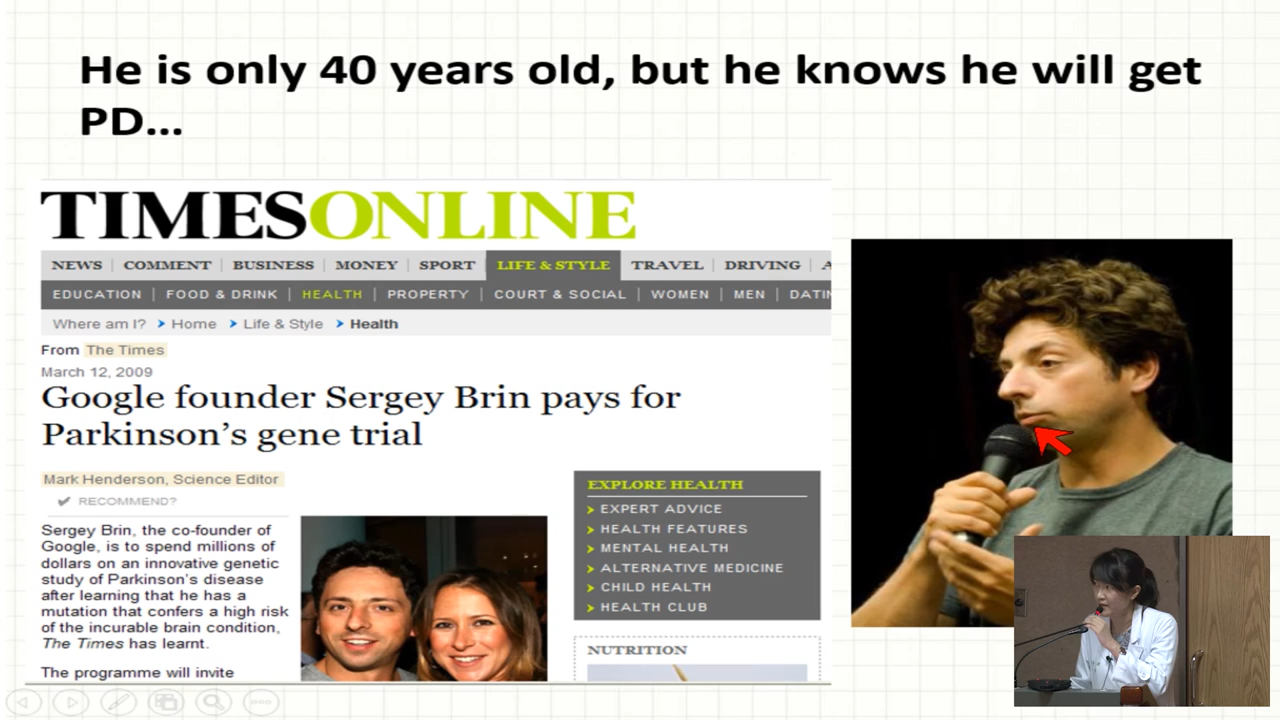 He is only 40 years old, but he knows he will get
PD...
TIMESONLINE
NEWS | COMMENT | BUSINESS | MONEY | SPORT | LIFE & STYLE | TRAVEL | DRIVING | A
EDUCATION | FOOD & DRINK | HEALTH | PROPERTY | COURT & SOCIAL | WOMEN | MEN | DATIN
Where am I? Home Life & Style Health
From The Times
March 12, 2009
Google founder Sergey Brin pays for
Parkinson's gene trial
Mark Henderson, Science Editor
RECOMMEND?
Sergey Brin, the co-founder of
Google, is to spend millions of
dollars on an innovative genetic
study of Parkinson's disease
after learning that he has a
mutation that confers a high risk
of the incurable brain condition,
The Times has learnt.
The programme will invite
EXPLORE HEALTH
EXPERT ADVICE
HEALTH FEATURES
MENTAL HEALTH
ALTERNATIVE MEDICINE
CHILD HEALTH
HEALTH CLUB
NUTRITION